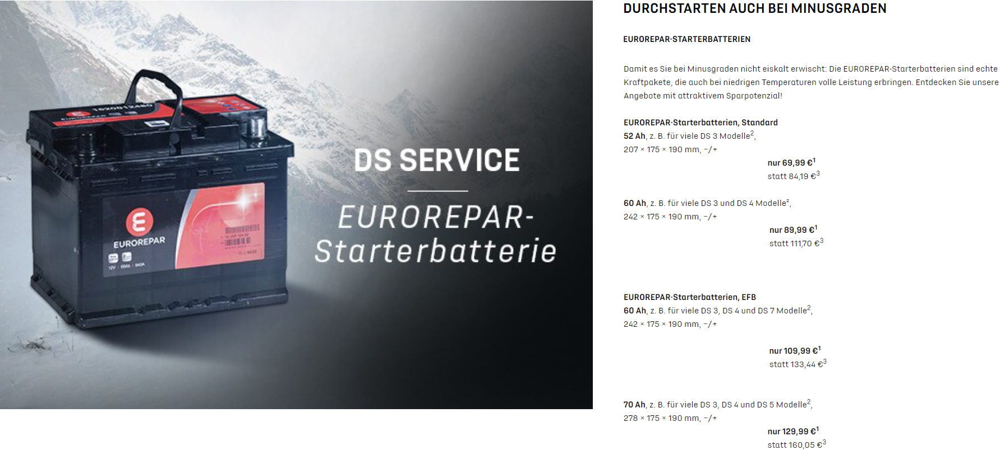 1620012480
EUROREPAR
EUROREPAR
12V
DS SERVICE
EUROREPAR-
Starterbatterie
DURCHSTARTEN AUCH BEI MINUSGRADEN
EUROREPAR-STARTERBATTERIEN
Damit es Sie bei Minusgraden nicht eiskalt erwischt: Die EUROREPAR-Starterbatterien sind echte
Kraftpakete, die auch bei niedrigen Temperaturen volle Leistung erbringen. Entdecken Sie unsere
Angebote mit attraktivem Sparpotenzial!
EUROREPAR-Starterbatterien, Standard
52 Ah, z. B. für viele DS 3 Modelle²,
207 × 175 × 190 mm, −/+
nur 69,99 €¹
statt 84,19 €³
60 Ah, z. B. für viele DS 3 und DS 4 Modelle²,
242 × 175 × 190 mm, −/+
nur 89,99 €¹
statt 111,70 €³
EUROREPAR-Starterbatterien, EFB
60 Ah, z. B. für viele DS 3, DS 4 und DS 7 Modelle²,
242 × 175 × 190 mm, −/+
nur 109,99 €¹
statt 133,44 €³
70 Ah, z. B. für viele DS 3, DS 4 und DS 5 Modelle²,
278 × 175 × 190 mm, −/+
nur 129,99 €¹
statt 160,05 €³